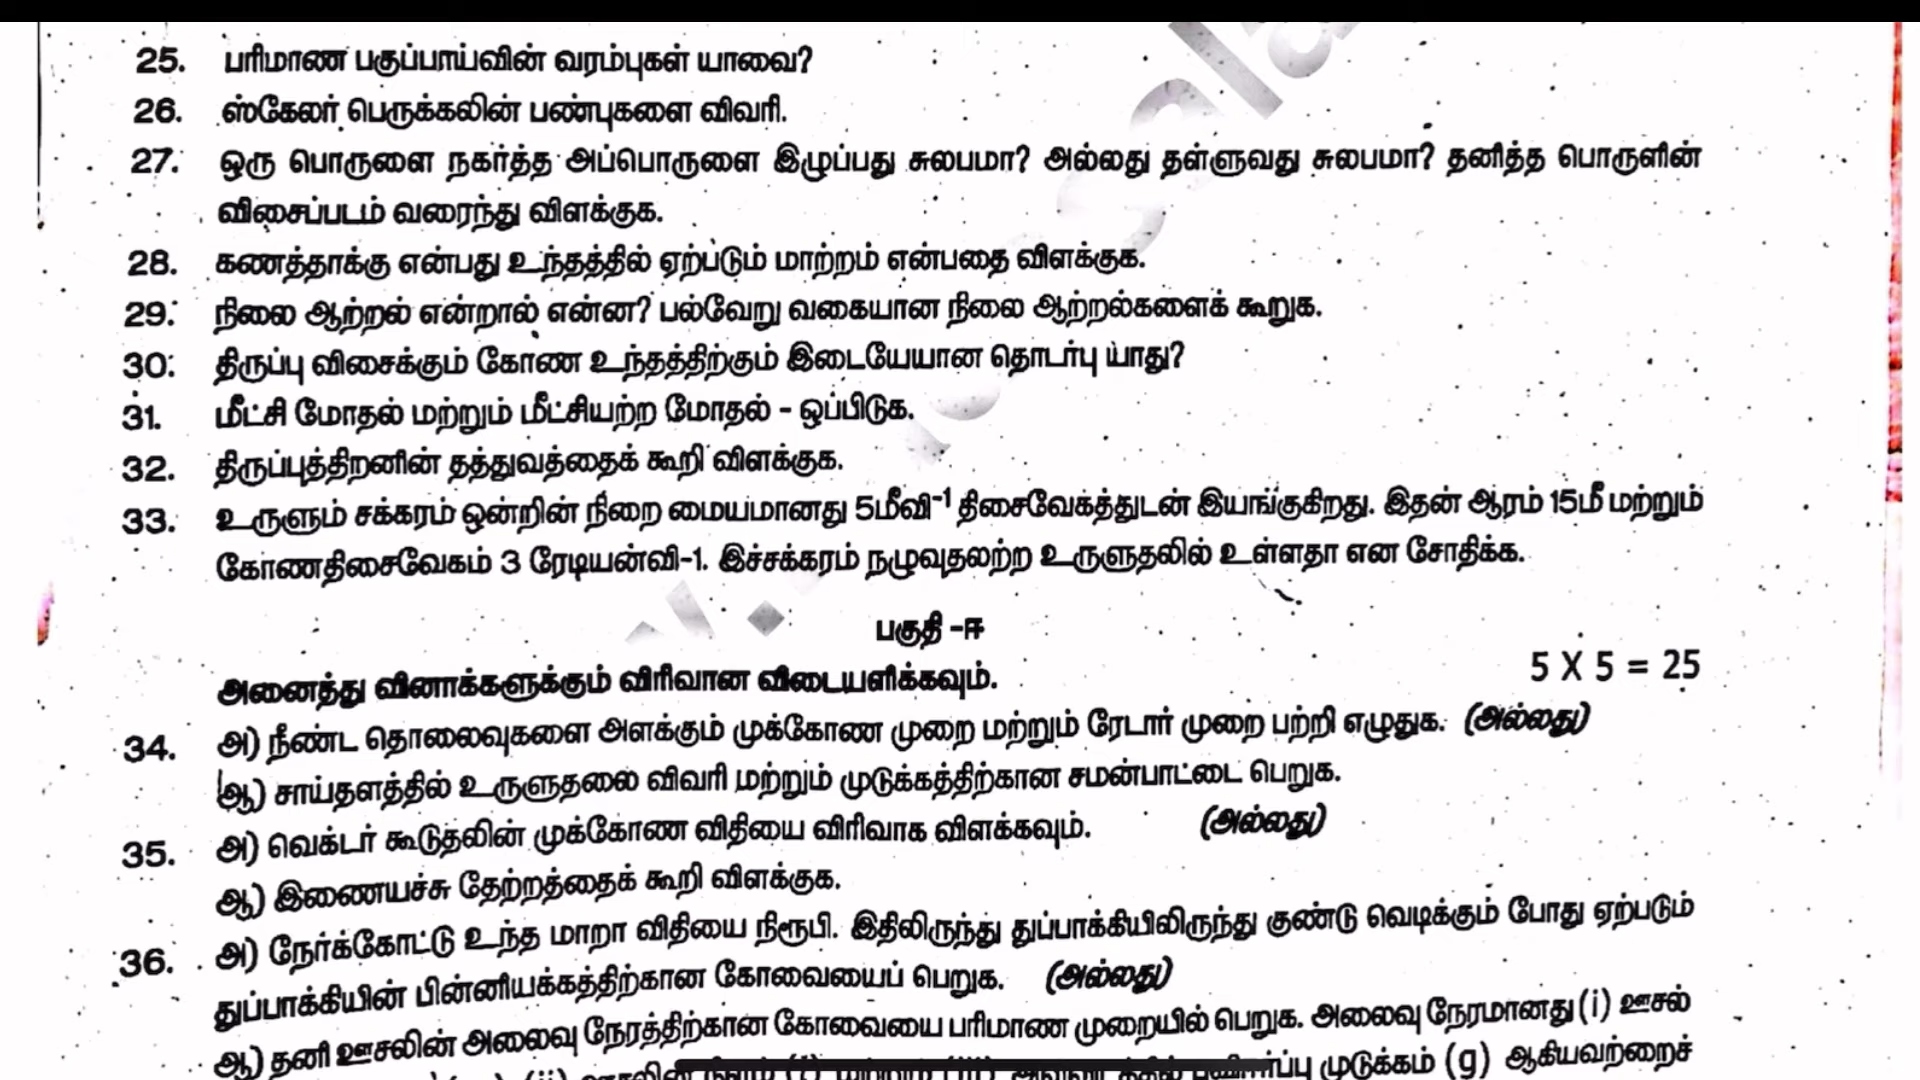 25. பரிமாண பகுப்பாய்வின் வரம்புகள் யாவை?
26. ஸ்கேலர் பெருக்கலின் பண்புகளை விவரி.
27. ஒரு பொருளை நகர்த்த அப்பொருளை இழுப்பது சுலபமா? அல்லது தள்ளுவது சுலபமா? தனித்த பொருளின்
விசைப்படம் வரைந்து விளக்குக.
28. கணத்தாக்கு என்பது உந்தத்தில் ஏற்படும் மாற்றம் என்பதை விளக்குக.
29. நிலை ஆற்றல் என்றால் என்ன? பல்வேறு வகையான நிலை ஆற்றல்களைக் கூறுக.
30. திருப்பு விசைக்கும் கோண உந்தத்திற்கும் இடையேயான தொடர்பு யாது?
31. மீட்சி மோதல் மற்றும் மீட்சியற்ற மோதல் - ஒப்பிடுக.
32. திருப்புத்திறனின் தத்துவத்தைக் கூறி விளக்குக.
33. உருளும் சக்கரம் ஒன்றின் நிறை மையமானது 5மீவி⁻¹ திசைவேகத்துடன் இயங்குகிறது. இதன் ஆரம் 15மீ மற்றும்
கோணதிசைவேகம் 3 ரேடியன்வி-1. இச்சக்கரம் நழுவுதலற்ற உருளுதலில் உள்ளதா என சோதிக்க.
பகுதி -ஈ
அனைத்து வினாக்களுக்கும் விரிவான விடையளிக்கவும். 5 X 5 = 25
34. அ) நீண்ட தொலைவுகளை அளக்கும் முக்கோண முறை மற்றும் ரேடார் முறை பற்றி எழுதுக. (அல்லது)
ஆ) சாய்தளத்தில் உருளுதலை விவரி மற்றும் முடுக்கத்திற்கான சமன்பாட்டை பெறுக.
35. அ) வெக்டர் கூடுதலின் முக்கோண விதியை விரிவாக விளக்கவும். (அல்லது)
ஆ) இணையச்சு தேற்றத்தைக் கூறி விளக்குக.
36. அ) நேர்க்கோட்டு உந்த மாறா விதியை நிரூபி. இதிலிருந்து துப்பாக்கியிலிருந்து குண்டு வெடிக்கும் போது ஏற்படும்
துப்பாக்கியின் பின்னியக்கத்திற்கான கோவையைப் பெறுக. (அல்லது)
ஆ) தனி ஊசலின் அலைவு நேரத்திற்கான கோவையை பரிமாண முறையில் பெறுக. அலைவு நேரமானது (i) ஊசல்
முடுக்கம் (g) ஆகியவற்றைச்